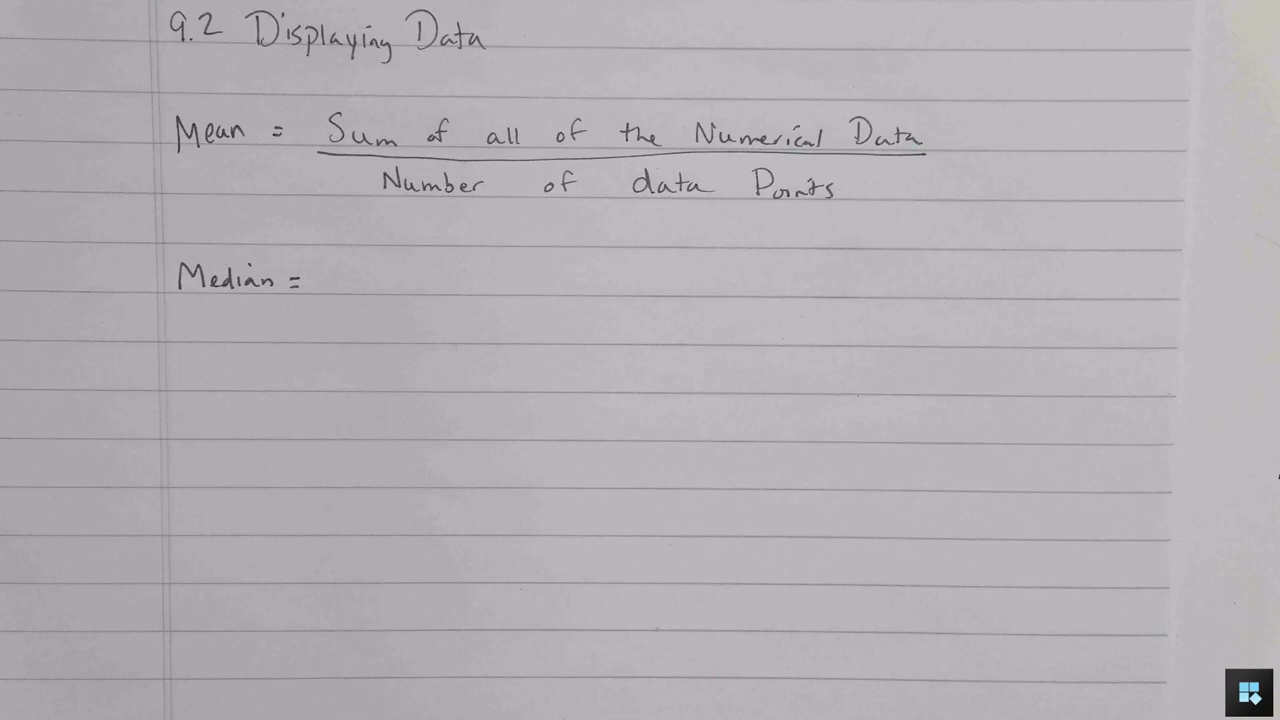 9.2 Displaying Data
Mean = Sum of all of the Numerical Data
Number of data Points
Median =